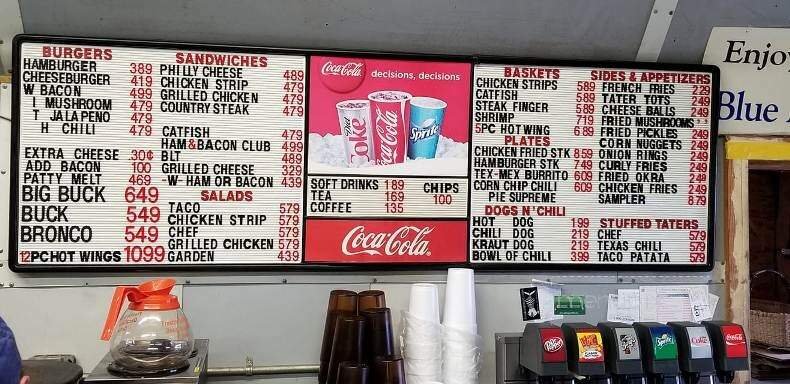 BURGERS
HAMBURGER 389
CHEESEBURGER 419
W BACON 499
I MUSHROOM 479
T JALAPENO 479
H CHILI 479
EXTRA CHEESE .30¢
ADD BACON 100
PATTY MELT 469
BIG BUCK 649
BUCK 549
BRONCO 549
12PC HOT WINGS 1099
SANDWICHES
PHILLY CHEESE 489
CHICKEN STRIP 479
GRILLED CHICKEN 479
COUNTRY STEAK 479
CATFISH 479
HAM&BACON CLUB 499
BLT 489
GRILLED CHEESE 329
-W- HAM OR BACON 439
SALADS
TACO 579
CHICKEN STRIP 579
CHEF 579
GRILLED CHICKEN 579
GARDEN 439
Coca-Cola decisions, decisions
Diet Coke
Coca-Cola
Sprite
SOFT DRINKS 189
TEA 169
COFFEE 135
CHIPS
100
Coca-Cola
BASKETS
CHICKEN STRIPS 589
CATFISH 589
STEAK FINGER 589
SHRIMP 719
5PC HOT WING 689
PLATES
CHICKEN FRIED STK 859
HAMBURGER STK 749
TEX-MEX BURRITO 609
CORN CHIP CHILI 609
PIE SUPREME
DOGS N' CHILI
HOT DOG 199
CHILI DOG 219
KRAUT DOG 219
BOWL OF CHILI 399
SIDES & APPETIZERS
FRENCH FRIES 229
TATER TOTS 249
CHEESE BALLS 249
FRIED MUSHROOMS
FRIED PICKLES 249
CORN NUGGETS 249
ONION RINGS 249
CURLY FRIES 249
FRIED OKRA 249
CHICKEN FRIES 249
SAMPLER 8.79
STUFFED TATERS
CHEF 579
TEXAS CHILI 579
TACO PATATA 579
Enjoy
Blue
Dr Pepper
Sprite
Coke
Coca-Cola